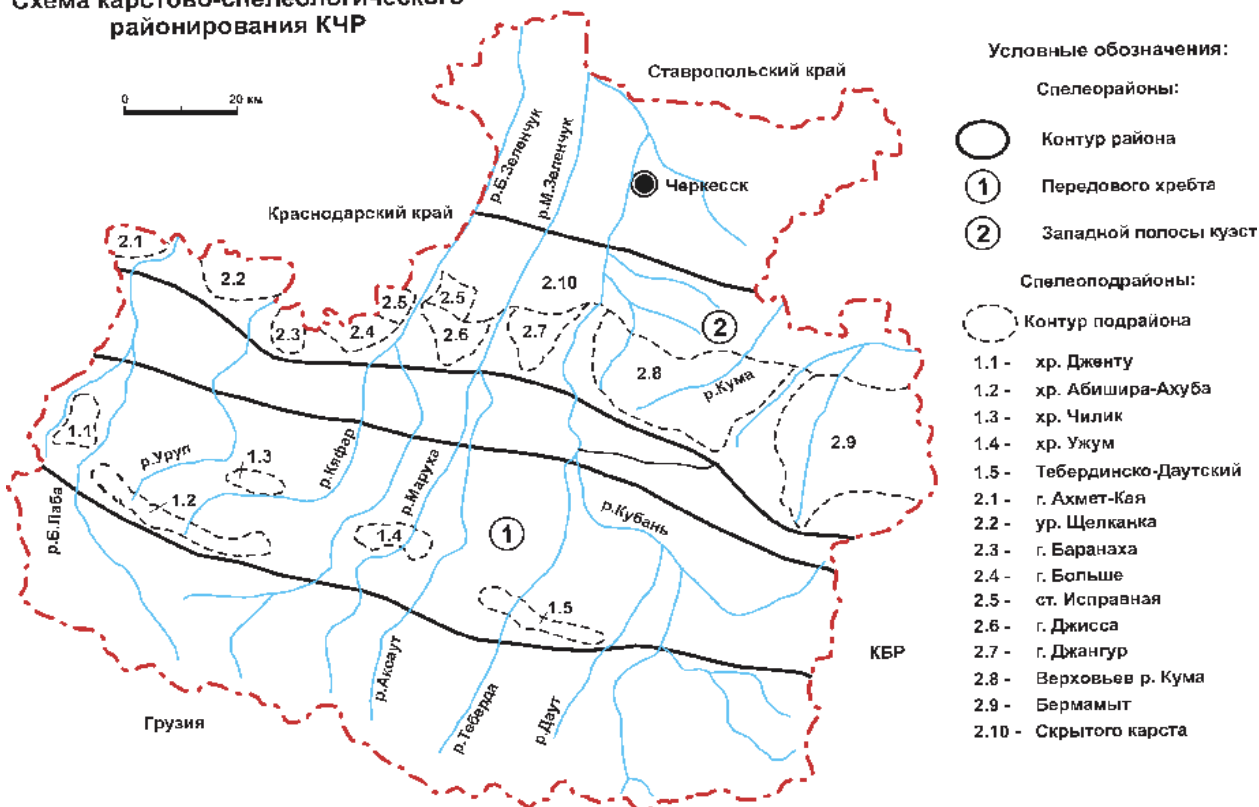 Схема карстово-спелеологического
районирования КЧР
0 20 км
Ставропольский край
Краснодарский край
Черкесск
р.Б.Зеленчук
р.М.Зеленчук
2.1
2.2
2.3
2.4
2.5
2.5
2.6
2.7
2.10
2
2.8
р.Кума
2.9
1.1
р.Уруп
1.3
1.2
р.Б.Лаба
р.Кяфар
р.Маруха
1.4
1
р.Кубань
1.5
р.Аксаут
р.Теберда
р.Даут
КБР
Грузия
Условные обозначения:
Спелеорайоны:
Контур района
1 Передового хребта
2 Западной полосы куэст
Спелеоподрайоны:
Контур подрайона
1.1 - хр. Дженту
1.2 - хр. Абишира-Ахуба
1.3 - хр. Чилик
1.4 - хр. Ужум
1.5 - Тебердинско-Даутский
2.1 - г. Ахмет-Кая
2.2 - ур. Щелканка
2.3 - г. Баранаха
2.4 - г. Больше
2.5 - ст. Исправная
2.6 - г. Джисса
2.7 - г. Джангур
2.8 - Верховьев р. Кума
2.9 - Бермамыт
2.10 - Скрытого карста